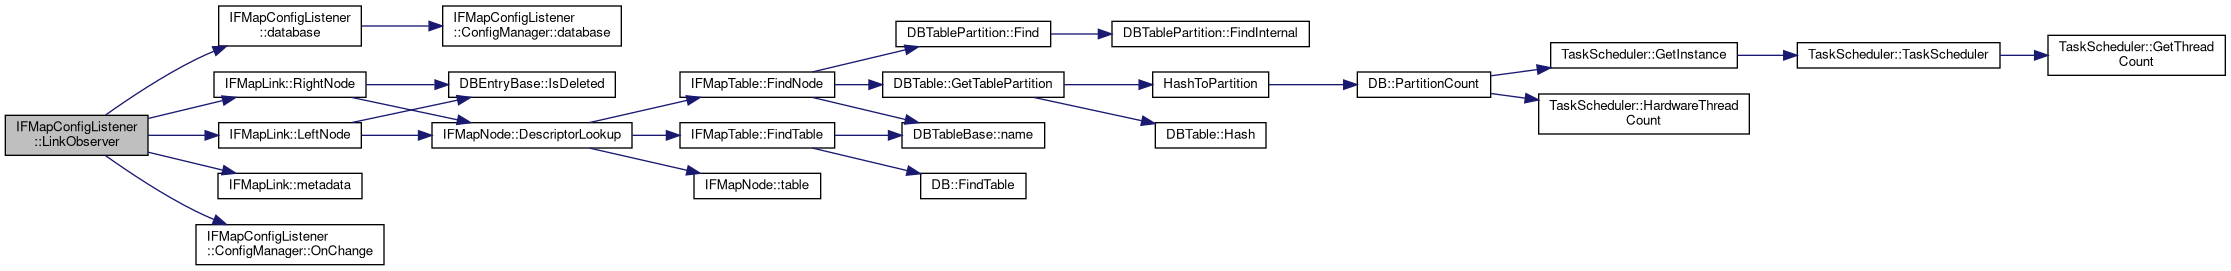 IFMapConfigListener
::LinkObserver
IFMapConfigListener
::database
IFMapLink::RightNode
IFMapLink::LeftNode
IFMapLink::metadata
IFMapConfigListener
::ConfigManager::OnChange
IFMapConfigListener
::ConfigManager::database
DBEntryBase::IsDeleted
IFMapNode::DescriptorLookup
IFMapTable::FindNode
IFMapTable::FindTable
IFMapNode::table
DBTablePartition::Find
DBTable::GetTablePartition
DBTableBase::name
DB::FindTable
DBTablePartition::FindInternal
HashToPartition
DBTable::Hash
DB::PartitionCount
TaskScheduler::GetInstance
TaskScheduler::HardwareThread
Count
TaskScheduler::TaskScheduler
TaskScheduler::GetThread
Count